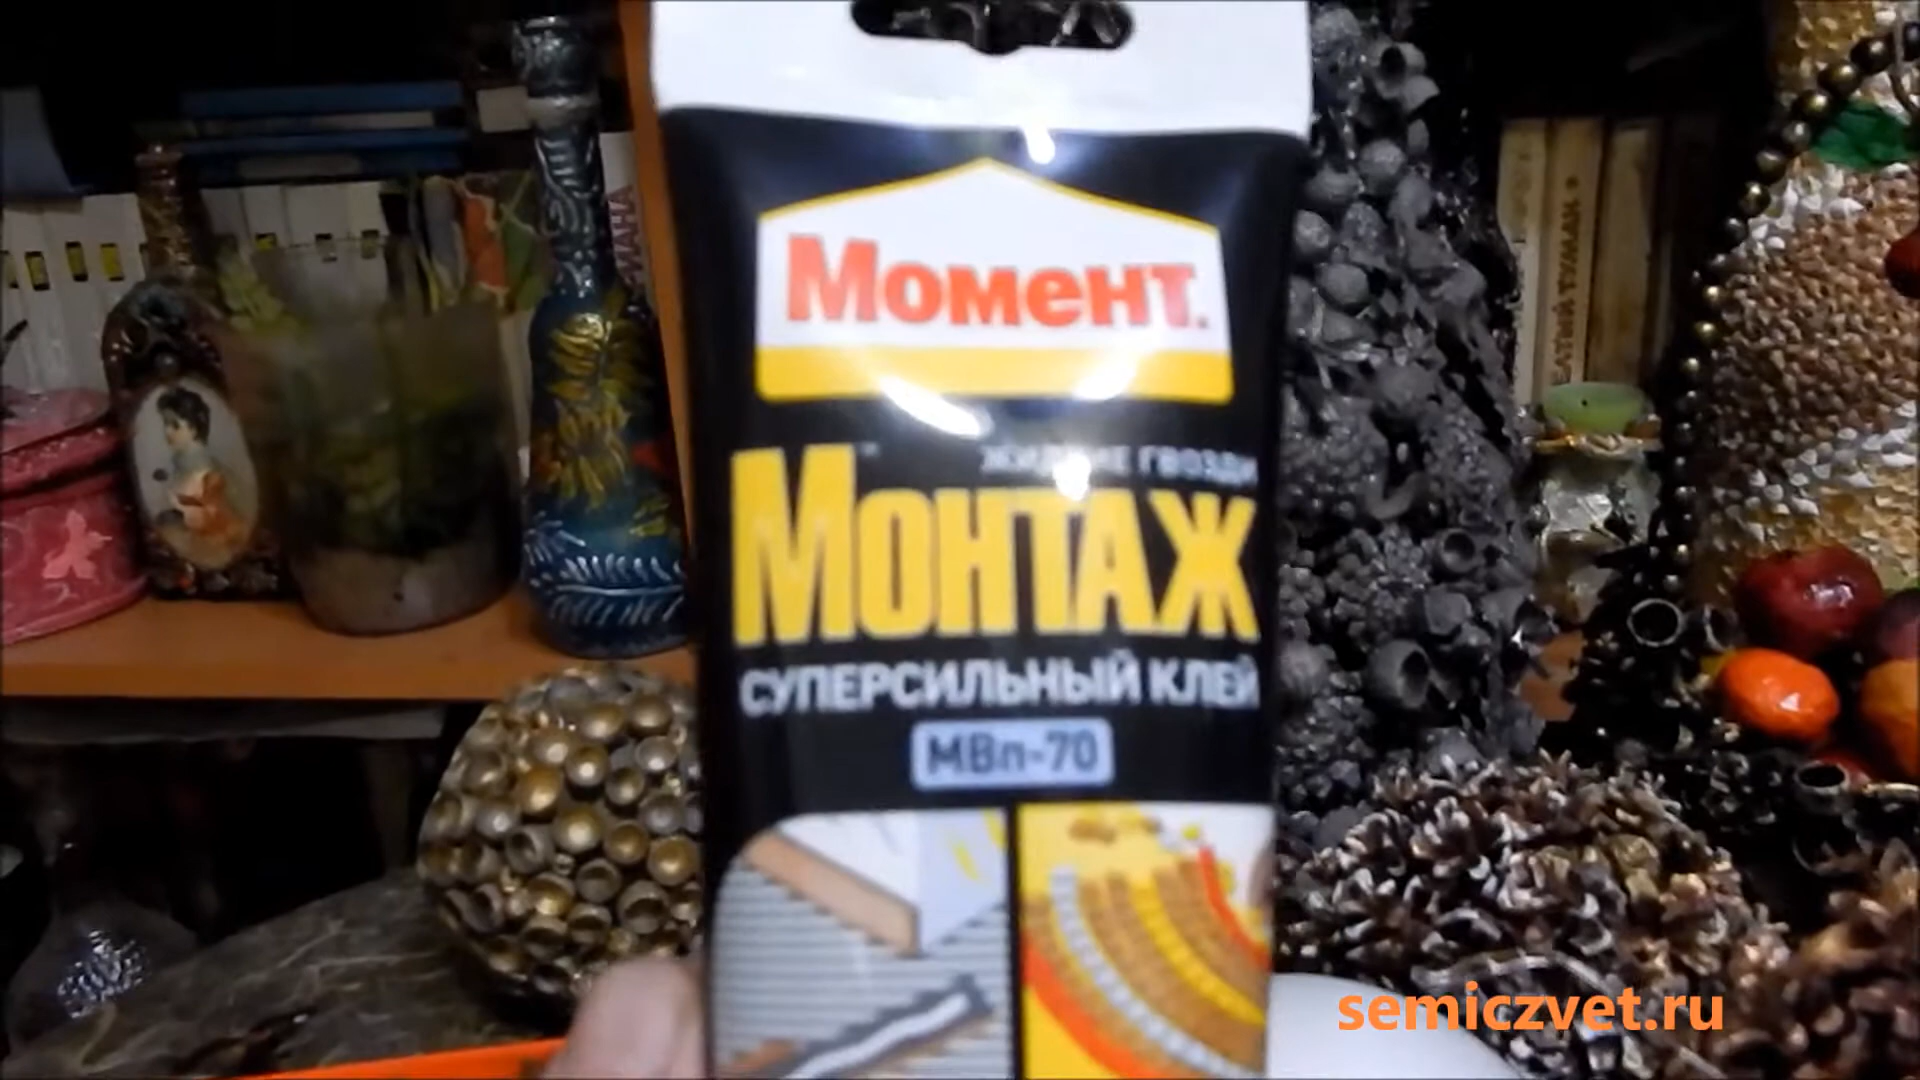 Момент.
ЖИДКИЕ ГВОЗДИ
МОНТАЖ
СУПЕРСИЛЬНЫЙ КЛЕЙ
МВп-70
semiczvet.ru